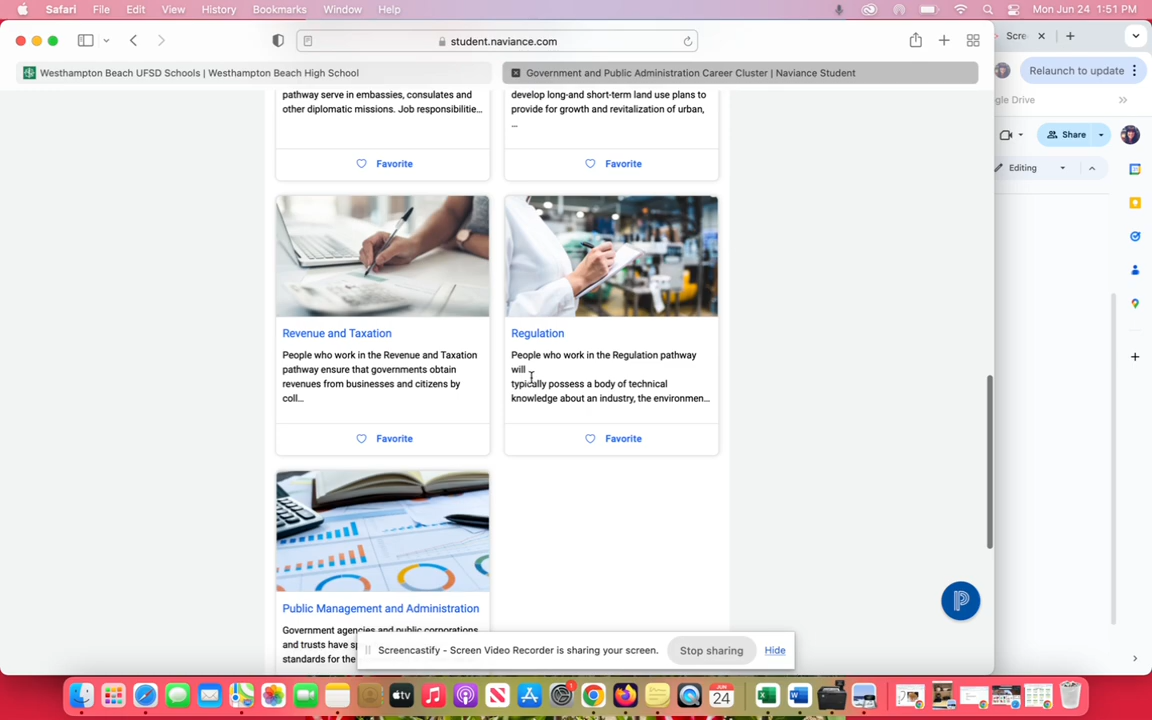 Safari File Edit View History Bookmarks Window Help Mon Jun 24 1:51 PM
student.naviance.com
Scre
Westhampton Beach UFSD Schools | Westhampton Beach High School
Government and Public Administration Career Cluster | Naviance Student
Relaunch to update
gle Drive
Share
Editing
pathway serve in embassies, consulates and
other diplomatic missions. Job responsibilitie...
Favorite
develop long-and short-term land use plans to
provide for growth and revitalization of urban,
...
Favorite
Revenue and Taxation
People who work in the Revenue and Taxation
pathway ensure that governments obtain
revenues from businesses and citizens by
coll...
Favorite
Regulation
People who work in the Regulation pathway
will
typically possess a body of technical
knowledge about an industry, the environmen...
Favorite
Public Management and Administration
Government agencies and public corporations
and trusts have sp
standards for the
Screencastify - Screen Video Recorder is sharing your screen.
Stop sharing
Hide
JUN
24